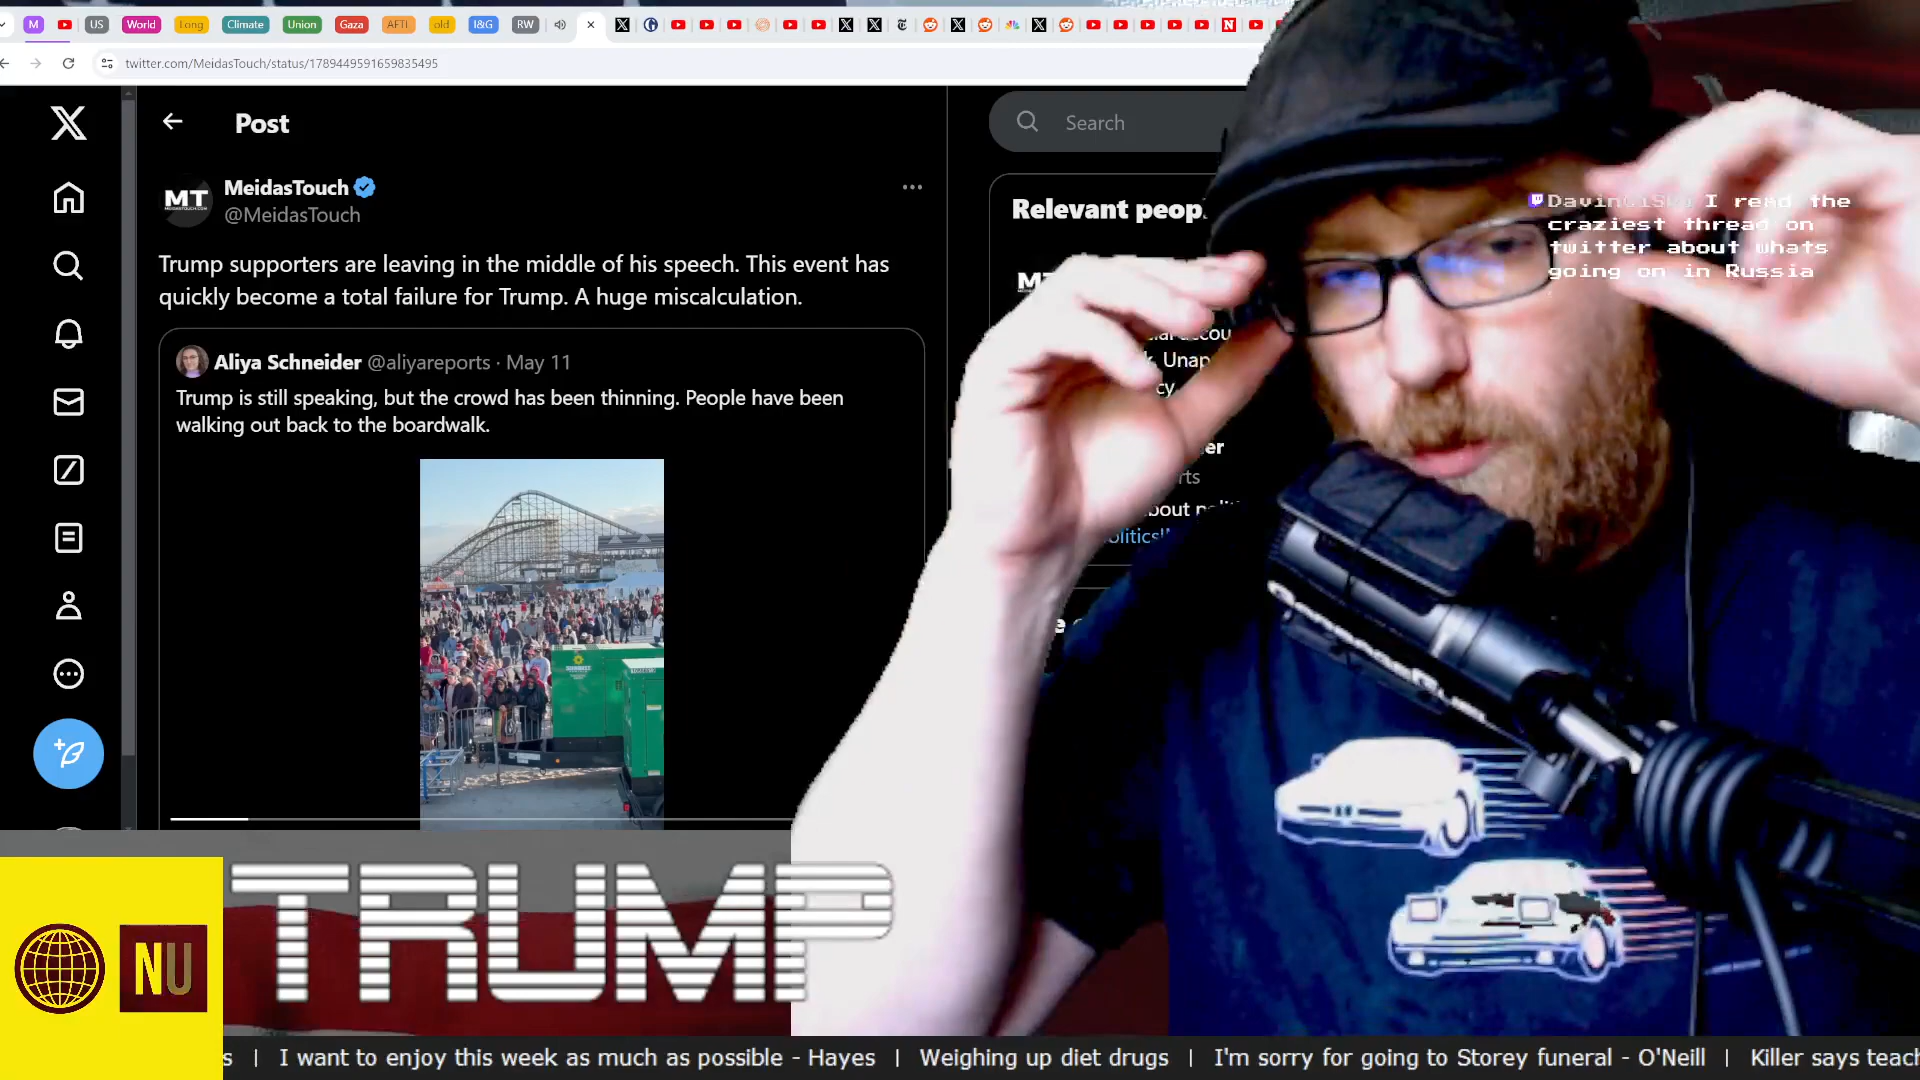 M
US
World
Long
Climate
Union
Gaza
AFTi
old
I&G
RW
twitter.com/MeidasTouch/status/1789449591659835495
Post
Search
MeidasTouch
@MeidasTouch
Trump supporters are leaving in the middle of his speech. This event has
quickly become a total failure for Trump. A huge miscalculation.
Aliya Schneider @aliyareports · May 11
Trump is still speaking, but the crowd has been thinning. People have been
walking out back to the boardwalk.
Relevant peop
MT
MT
I read the
craziest thread on
twitter about whats
going on in Russia
TRUMP
NU
s | I want to enjoy this week as much as possible - Hayes | Weighing up diet drugs | I'm sorry for going to Storey funeral - O'Neill | Killer says teach